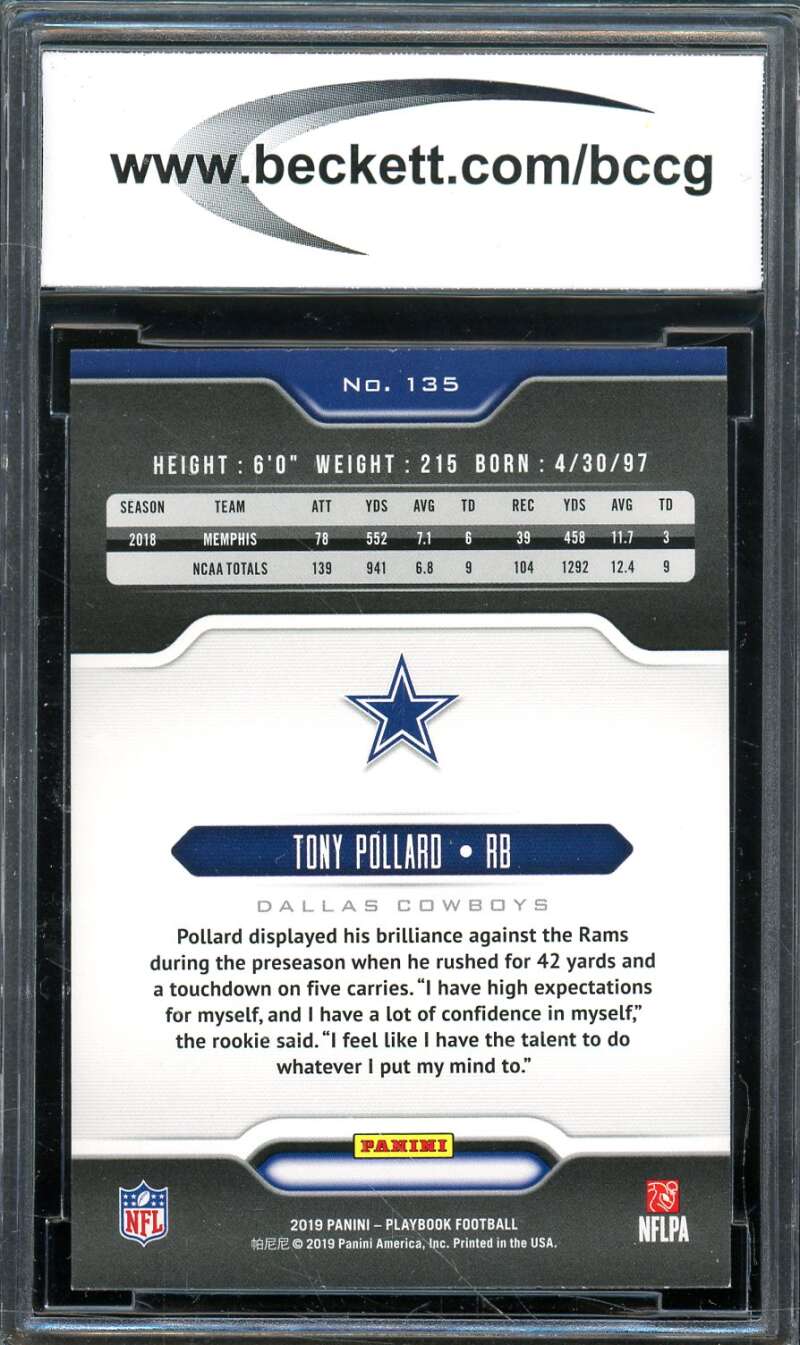 www.beckett.com/bccg
No. 135
HEIGHT : 6'0" WEIGHT : 215 BORN : 4/30/97
SEASON TEAM ATT YDS AVG TD REC YDS AVG TD
2018 MEMPHIS 78 552 7.1 6 39 458 11.7 3
NCAA TOTALS 139 941 6.8 9 104 1292 12.4 9
TONY POLLARD • RB
DALLAS COWBOYS
Pollard displayed his brilliance against the Rams
during the preseason when he rushed for 42 yards and
a touchdown on five carries. “I have high expectations
for myself, and I have a lot of confidence in myself,”
the rookie said. “I feel like I have the talent to do
whatever I put my mind to.”
PANINI
NFL
2019 PANINI – PLAYBOOK FOOTBALL
帕尼尼 © 2019 Panini America, Inc. Printed in the USA.
NFLPA